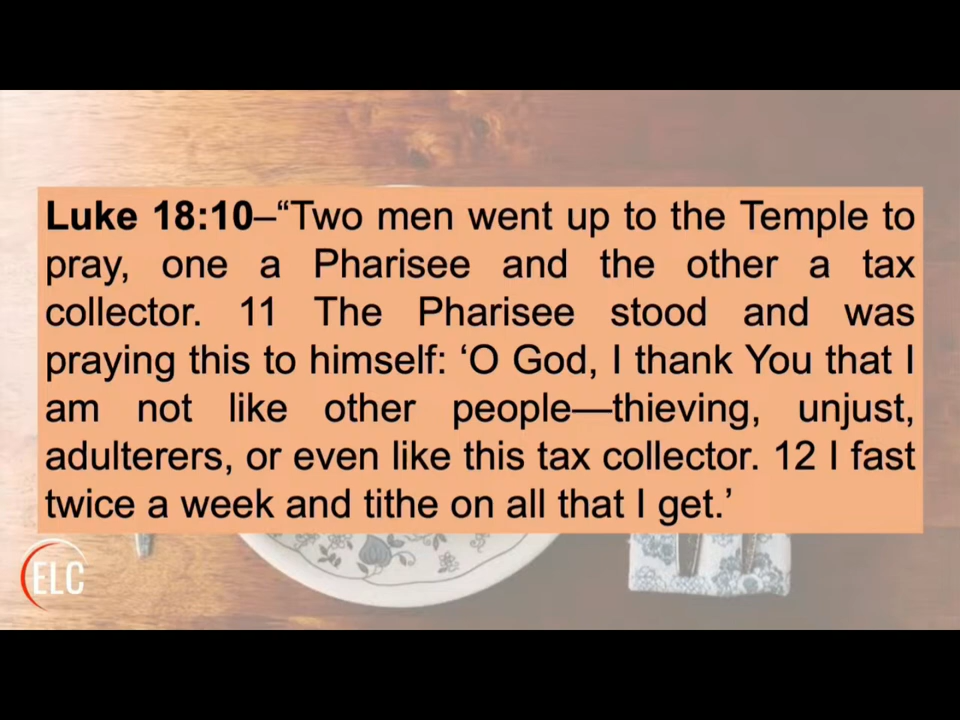 Luke 18:10–“Two men went up to the Temple to
pray, one a Pharisee and the other a tax
collector. 11 The Pharisee stood and was
praying this to himself: ‘O God, I thank You that I
am not like other people—thieving, unjust,
adulterers, or even like this tax collector. 12 I fast
twice a week and tithe on all that I get.’
ELC